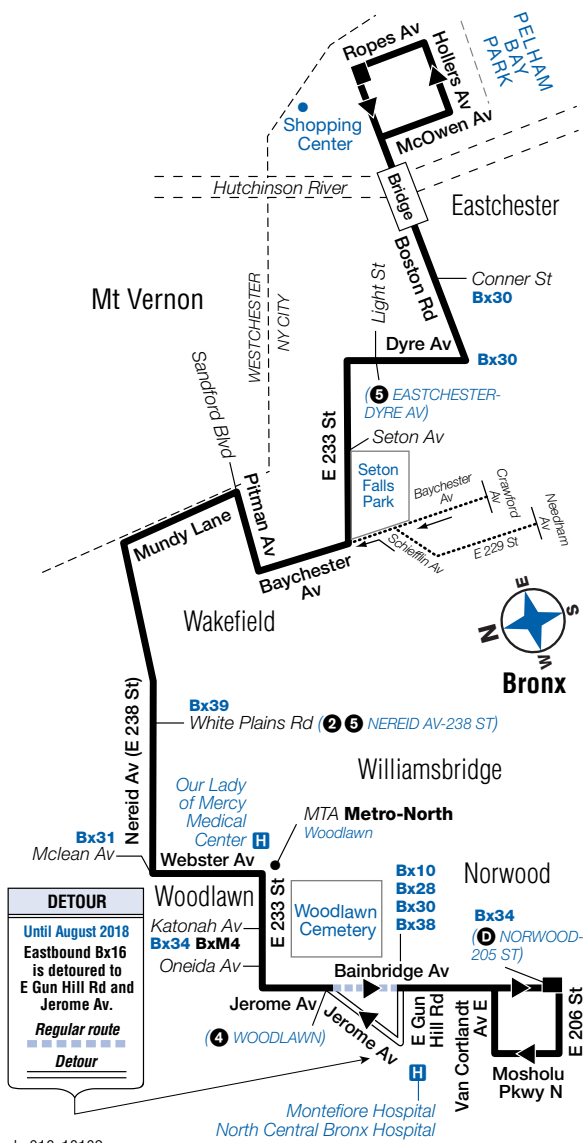 Ropes Av
Hollers Av
PELHAM
BAY
PARK
Shopping
Center
McOwen Av
Hutchinson River
Bridge
Eastchester
Boston Rd
Light St
Conner St
Bx30
Mt Vernon
WESTCHESTER
NY CITY
Dyre Av
Bx30
(5 EASTCHESTER-
DYRE AV)
Sandford Blvd
E 233 St
Seton Av
Seton
Falls
Park
Baychester
Av
Crawford
Av
Needham
Av
Schiefflin Av
E 229 St
Pitman Av
Mundy Lane
Baychester
Av
Wakefield
N
E
S
W
Bronx
Nereid Av (E 238 St)
Bx39
White Plains Rd (2 5 NEREID AV-238 ST)
Williamsbridge
Our Lady
of Mercy
Medical
Center H
MTA Metro-North
Woodlawn
Bx31
Mclean Av
Webster Av
E 233 St
Woodlawn
Katonah Av
Bx34 BxM4
Oneida Av
Woodlawn
Cemetery
Bx10
Bx28
Bx30
Bx38
Norwood
Bx34
(D NORWOOD-
205 ST)
Bainbridge Av
Jerome Av
(4 WOODLAWN)
Jerome Av
E Gun
Hill Rd
Van Cortlandt
Av E
E 206 St
Mosholu
Pkwy N
H
Montefiore Hospital
North Central Bronx Hospital
DETOUR
Until August 2018
Eastbound Bx16
is detoured to
E Gun Hill Rd and
Jerome Av.
Regular route
Detour